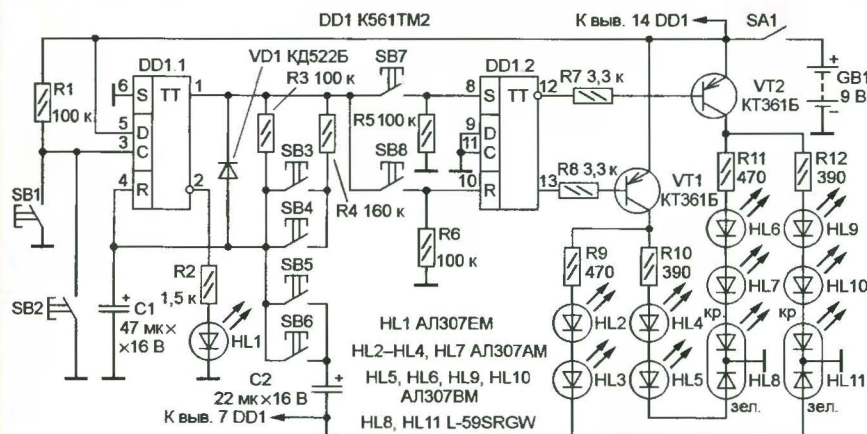 DD1 К561ТМ2
К выв. 14 DD1
SA1
DD1.1
VD1 КД522Б
R3 100 к
SB7
DD1.2
R1
100 к
6 S TT 1
5 D
3 C
4 R 2
R5 100 к
8 S TT 12
9 D
11 C
10 R 13
R7 3,3 к
VT2
КТ361Б
GB1
9 В
+
−
SB3
SB8
R8 3,3 к
VT1
КТ361Б
R11
470
R12
390
SB1
SB4
R4 160 к
HL6
HL9
R2
1,5 к
SB5
R6
100 к
R9
470
R10
390
HL7
HL10
SB2
C1
47 мк×
×16 В
+
HL1
SB6
HL1 АЛ307ЕМ
HL2
HL4
кр.
кр
HL2–HL4, HL7 АЛ307АМ
HL3
HL5
HL8
HL11
C2
22 мк×16 В
+
HL5, HL6, HL9, HL10
АЛ307ВМ
зел.
зел.
К выв. 7 DD1
HL8, HL11 L-59SRGW